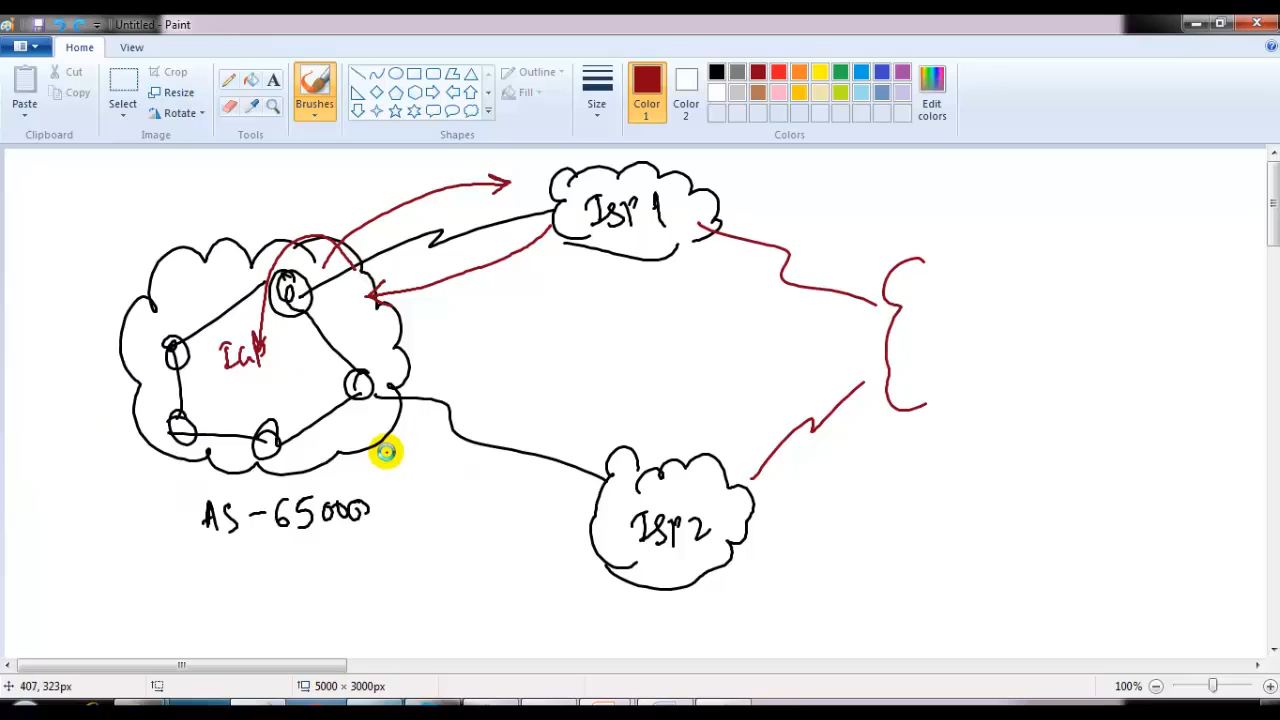 Untitled - Paint
Home View
Paste
Cut
Copy
Select
Crop
Resize
Rotate
Brushes
Outline
Fill
Size
Color 1
Color 2
Edit colors
Clipboard Image Tools Shapes Colors
Isp 1
IGP
AS-65000
Isp 2
407, 323px 5000 × 3000px 100%